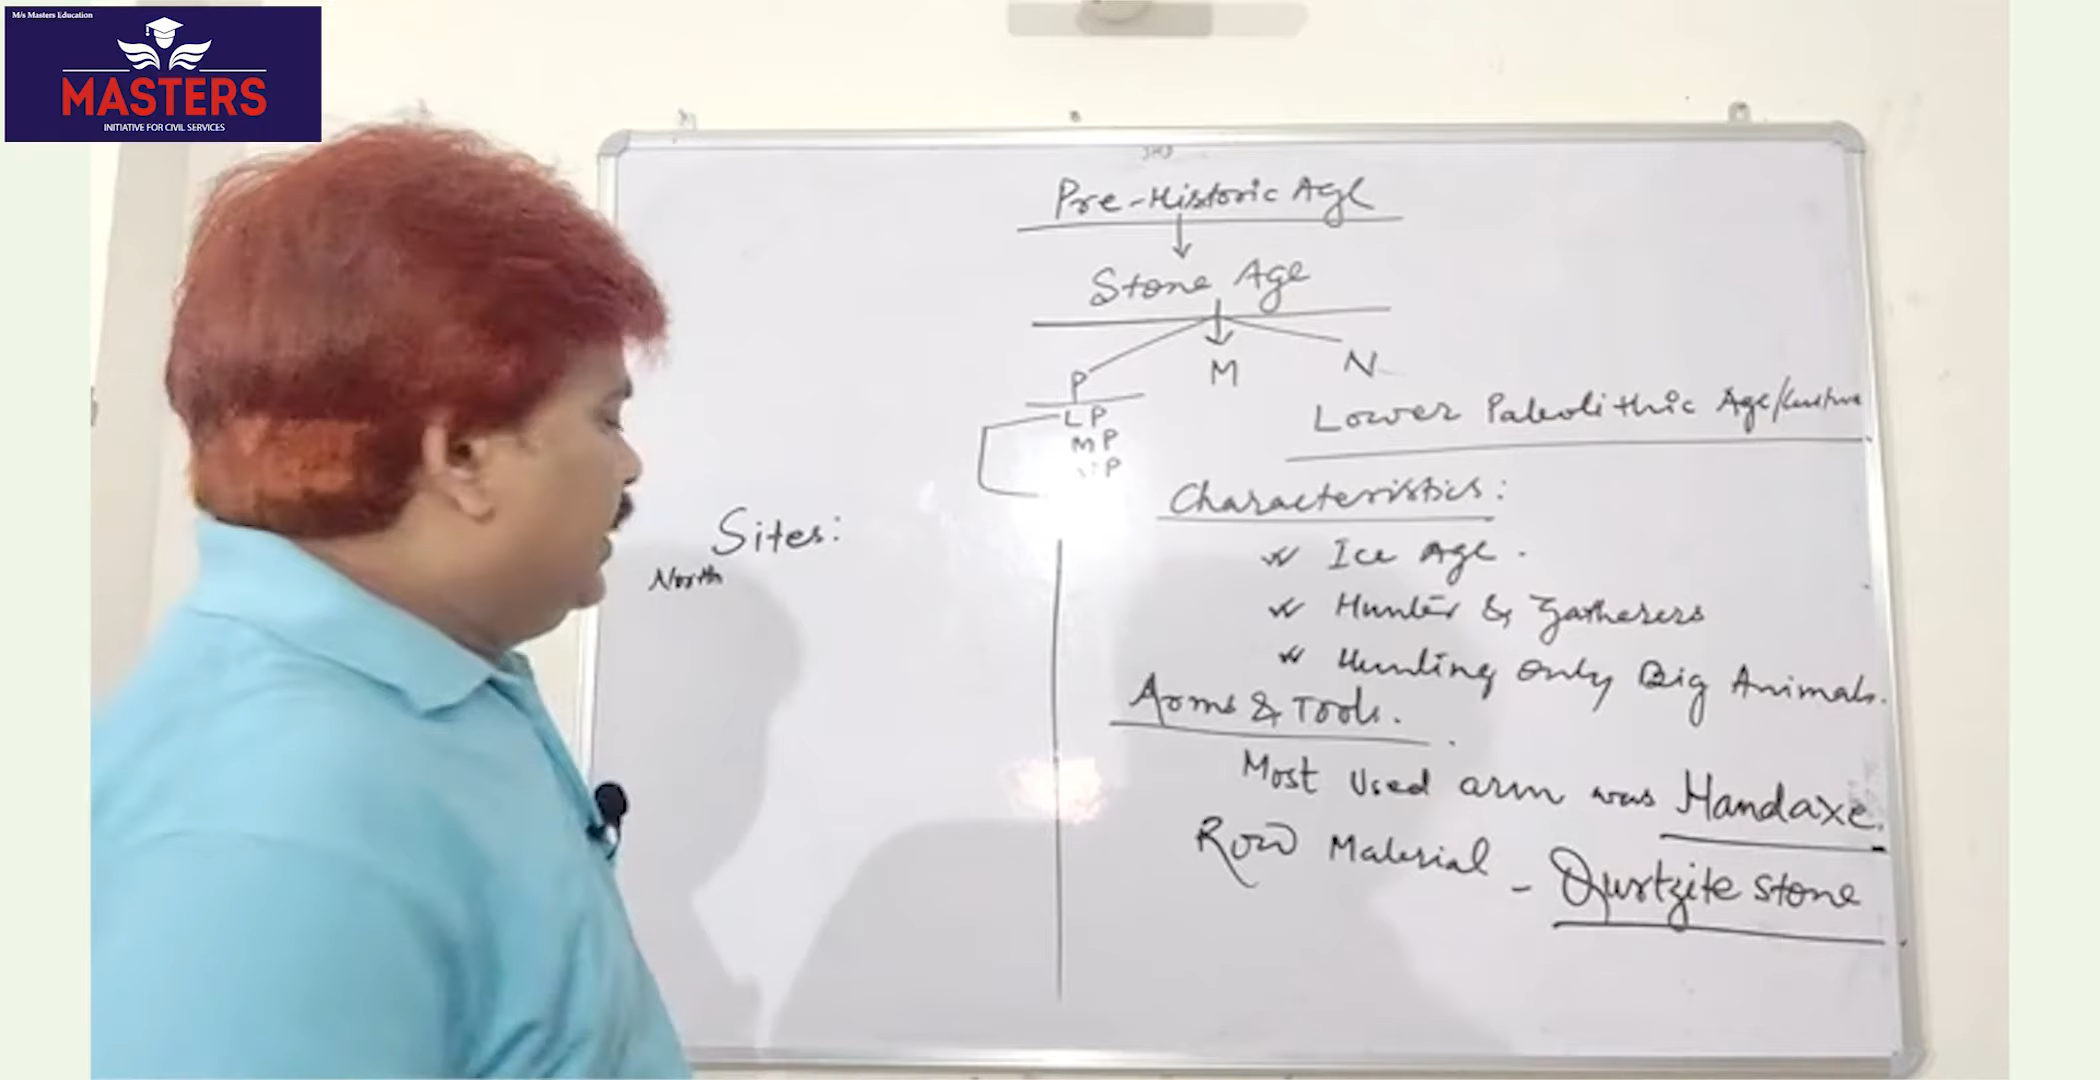 M/s Masters Education
MASTERS
INITIATIVE FOR CIVIL SERVICES
Pre-Historic Age
Stone Age
P M N
LP
MP
P
Lower Paleolithic Age/
Characteristics:
Ice Age.
Hunter & Gatherers
Hunting only Big Animals.
Arms & Tools.
Most Used arm was Handaxe.
Row Material - Qurtzite stone
Sites:
North